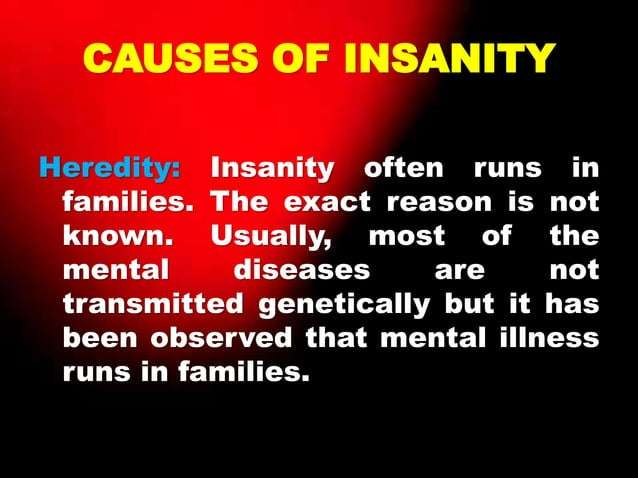 CAUSES OF INSANITY
Heredity: Insanity often runs in
families. The exact reason is not
known. Usually, most of the
mental diseases are not
transmitted genetically but it has
been observed that mental illness
runs in families.